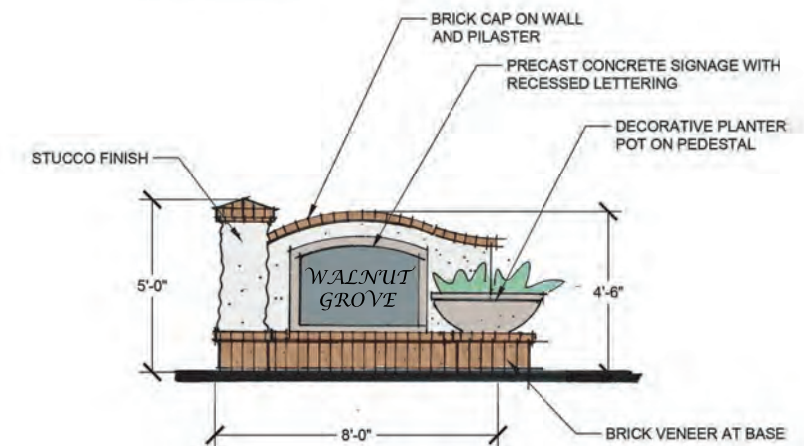 BRICK CAP ON WALL
AND PILASTER
PRECAST CONCRETE SIGNAGE WITH
RECESSED LETTERING
DECORATIVE PLANTER
POT ON PEDESTAL
STUCCO FINISH
5'-0"
WALNUT
GROVE
4'-6"
8'-0"
BRICK VENEER AT BASE